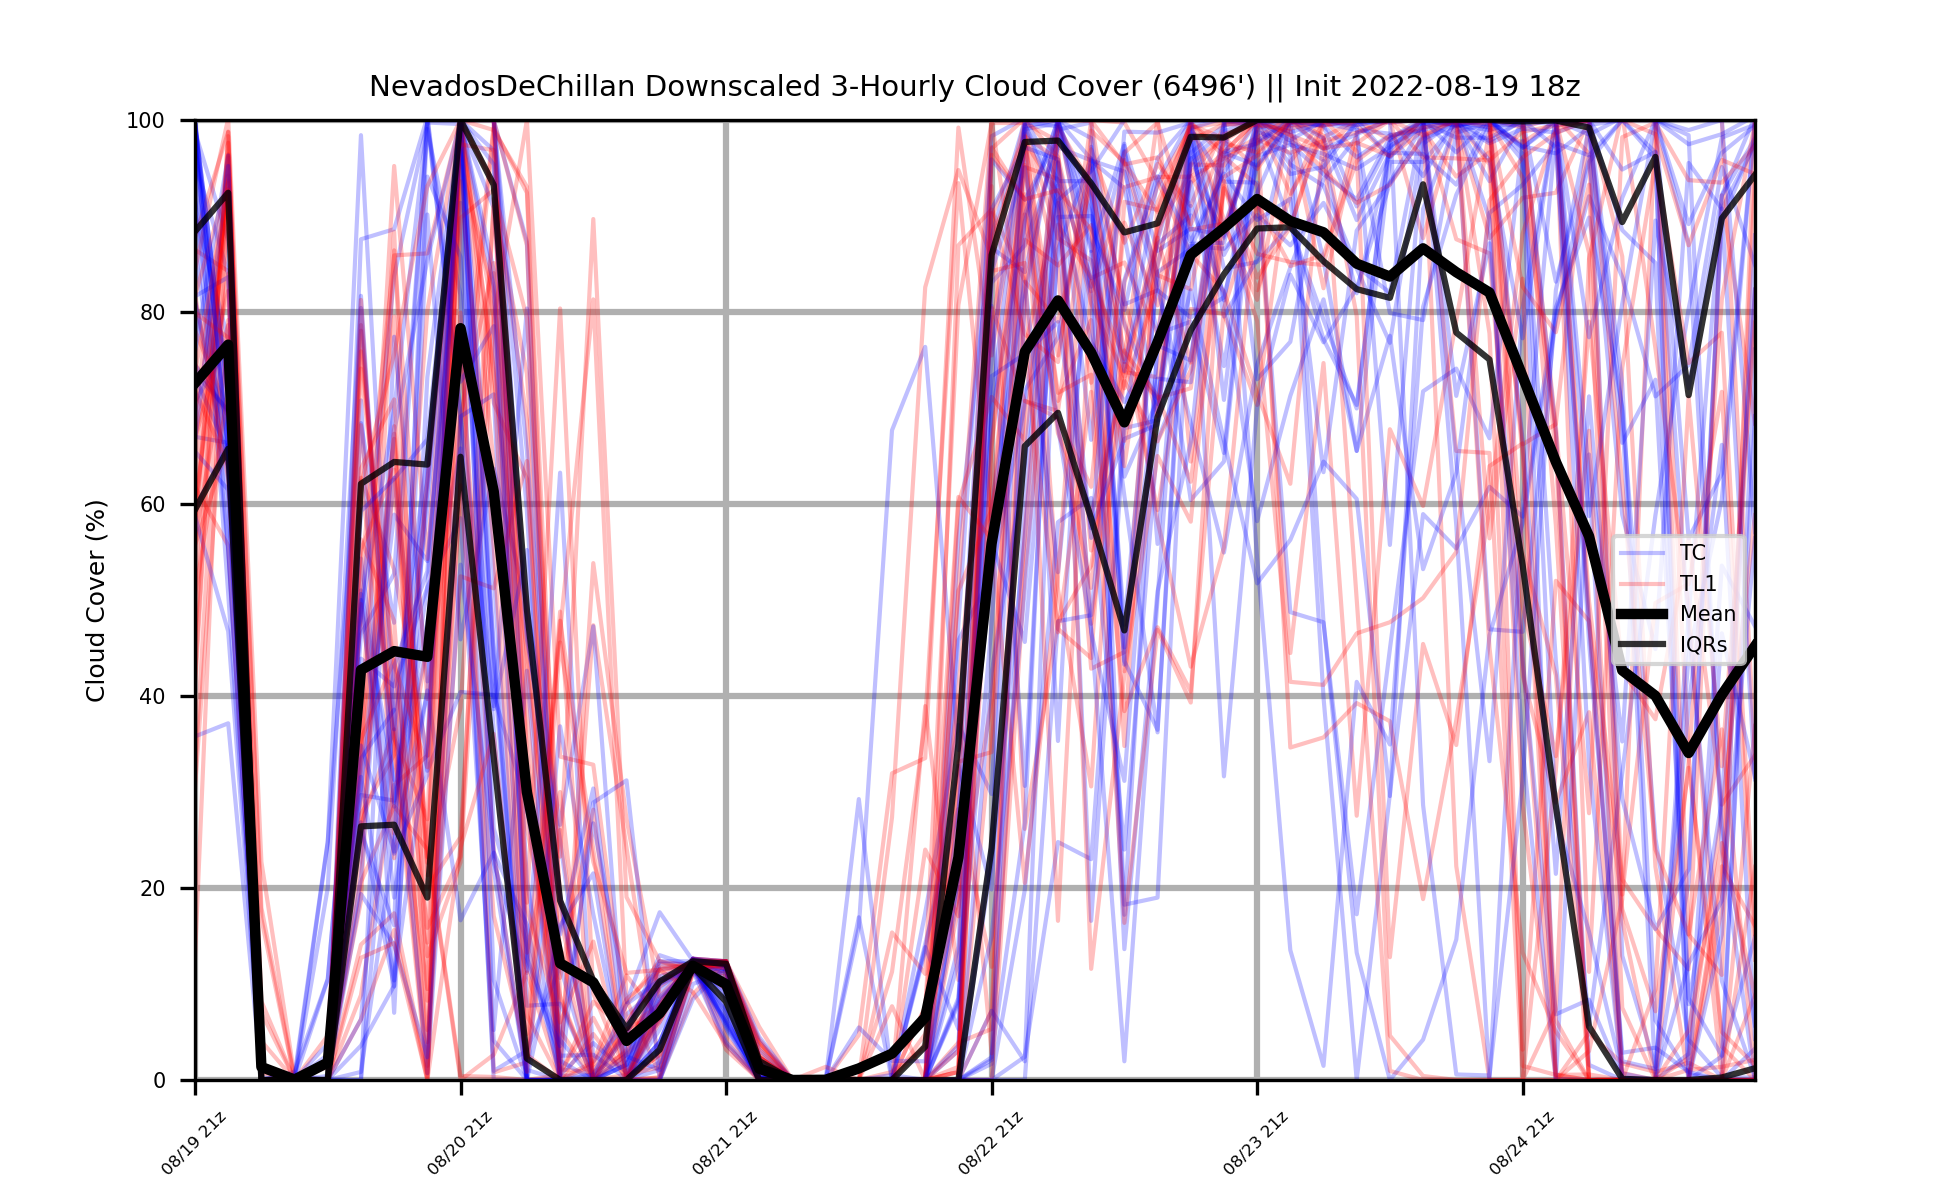 NevadosDeChillan Downscaled 3-Hourly Cloud Cover (6496') || Init 2022-08-19 18z
Cloud Cover (%)
100
80
60
40
20
0
TC
TL1
Mean
IQRs
08/19 21z
08/20 21z
08/21 21z
08/22 21z
08/23 21z
08/24 21z